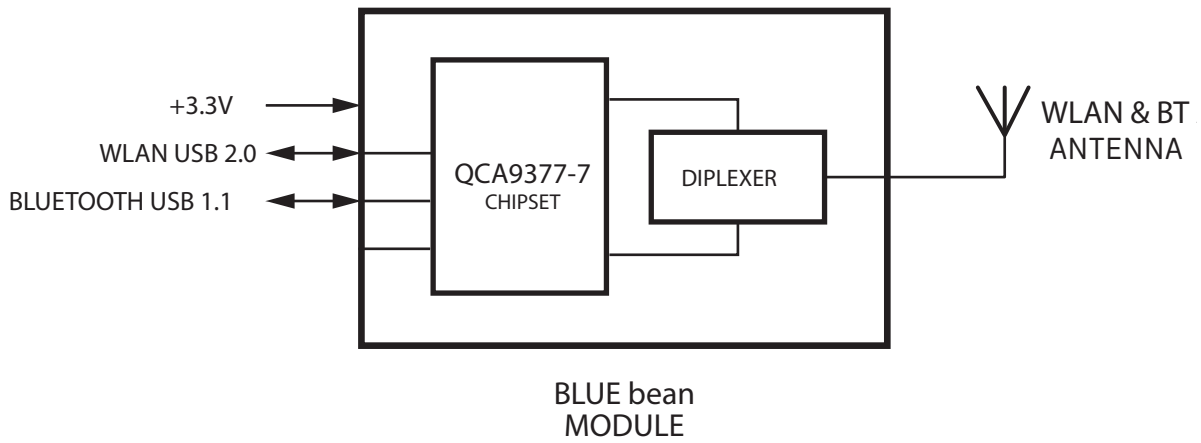 +3.3V
WLAN USB 2.0
BLUETOOTH USB 1.1
QCA9377-7
CHIPSET
DIPLEXER
WLAN & BT
ANTENNA
BLUE bean
MODULE